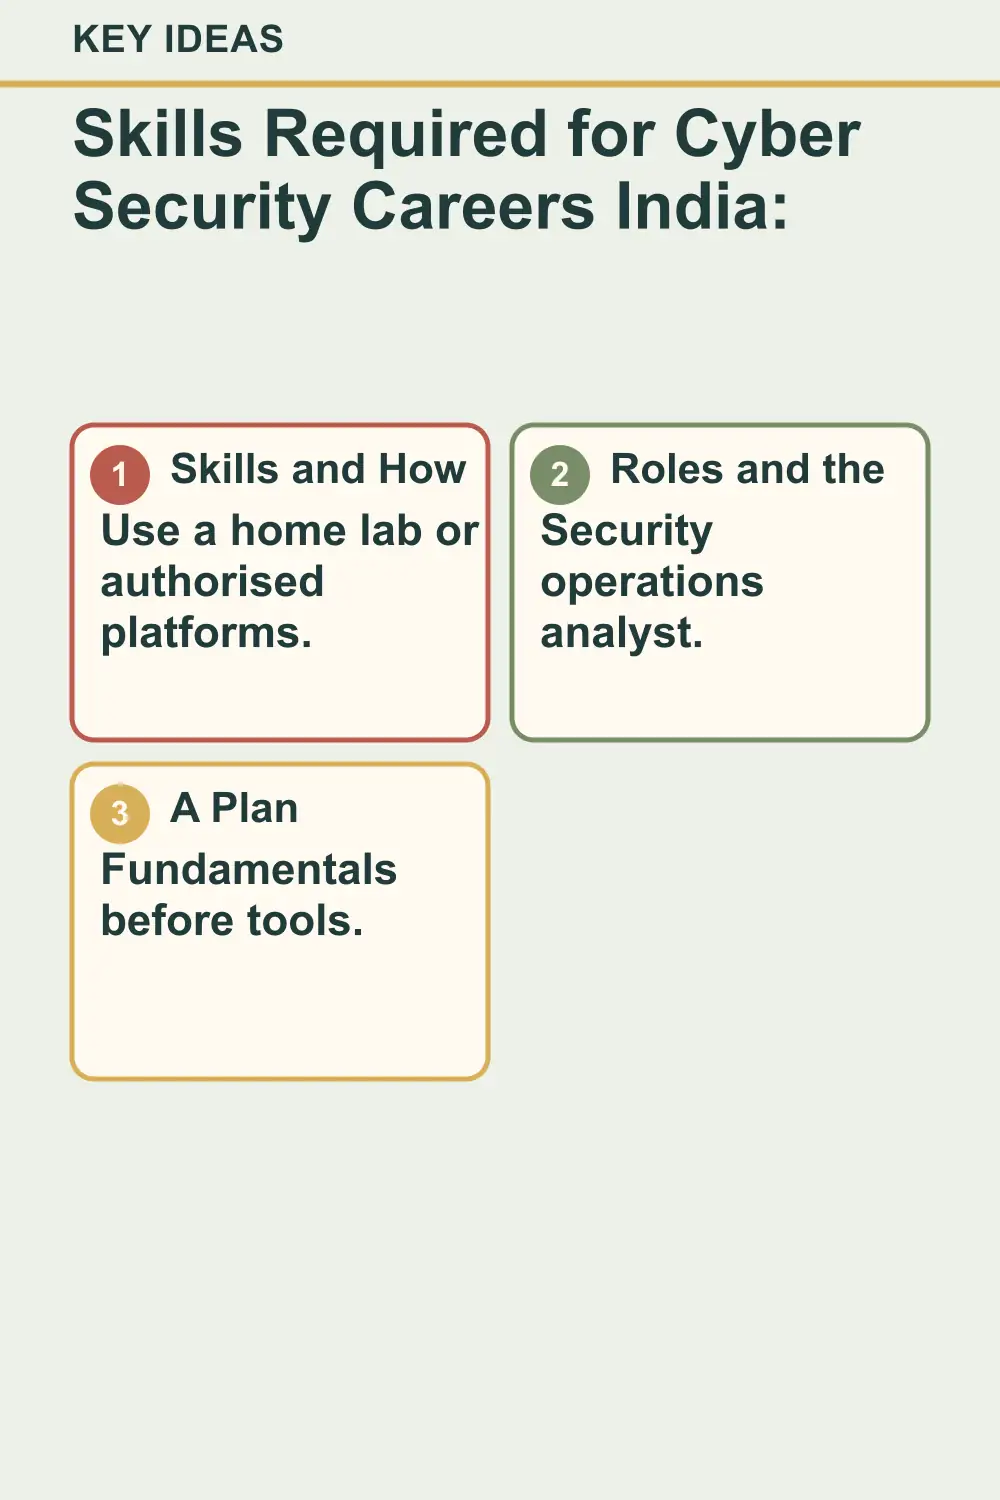 KEY IDEAS
Skills Required for Cyber
Security Careers India:
1 Skills and How
Use a home lab or
authorised
platforms.
2 Roles and the
Security
operations
analyst.
3 A Plan
Fundamentals
before tools.